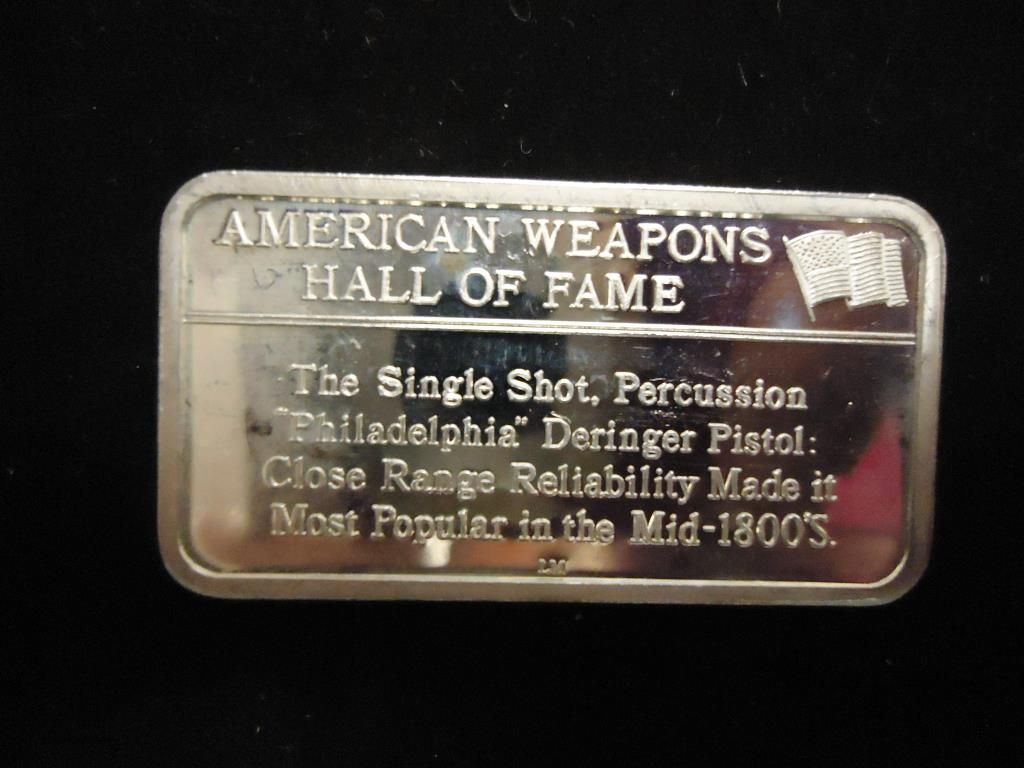 AMERICAN WEAPONS
HALL OF FAME
The Single Shot, Percussion
"Philadelphia" Deringer Pistol:
Close Range Reliability Made it
Most Popular in the Mid-1800'S.
LM